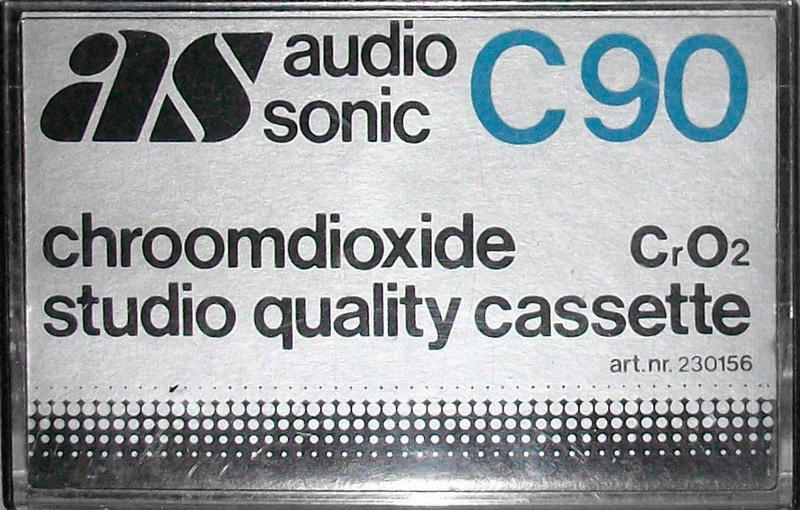 as audio sonic C90
chroomdioxide CrO2
studio quality cassette
art.nr. 230156